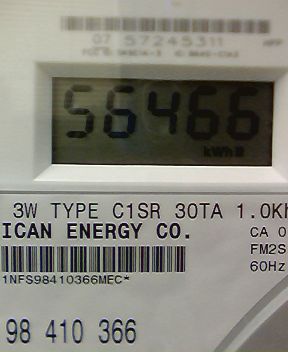 07 57245311
56466
kWh
3W TYPE C1SR 30TA 1.0Kh
ICAN ENERGY CO.
CA 0
FM2S
60Hz
1NFS98410366MEC*
98 410 366